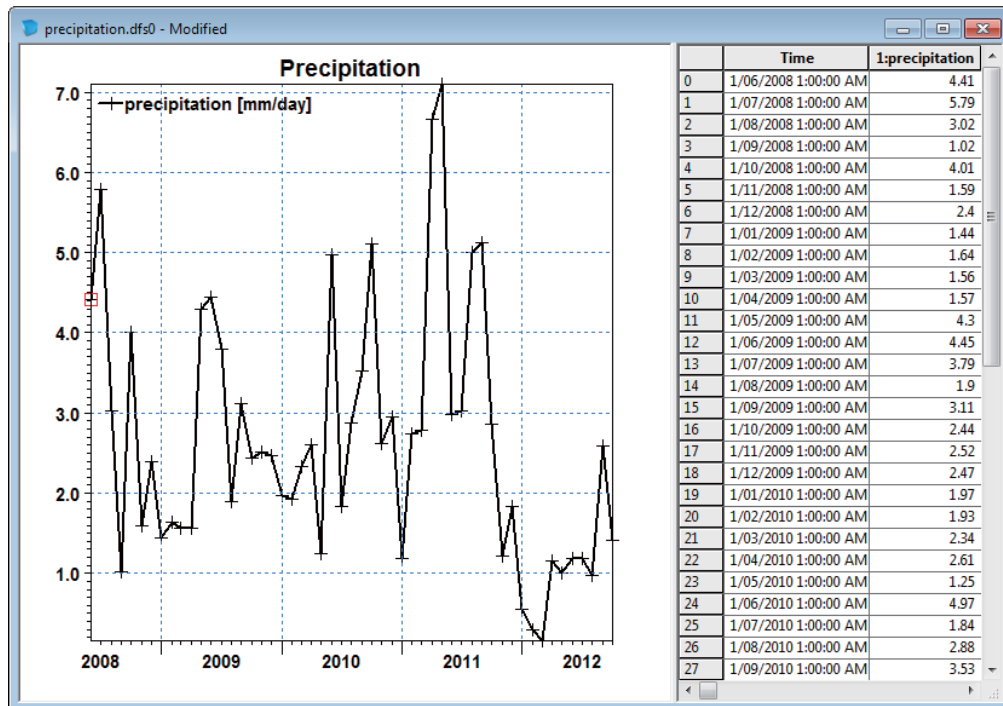 precipitation.dfs0 - Modified
Precipitation
precipitation [mm/day]
7.0
6.0
5.0
4.0
3.0
2.0
1.0
2008 2009 2010 2011 2012
Time 1:precipitation
0 1/06/2008 1:00:00 AM 4.41
1 1/07/2008 1:00:00 AM 5.79
2 1/08/2008 1:00:00 AM 3.02
3 1/09/2008 1:00:00 AM 1.02
4 1/10/2008 1:00:00 AM 4.01
5 1/11/2008 1:00:00 AM 1.59
6 1/12/2008 1:00:00 AM 2.4
7 1/01/2009 1:00:00 AM 1.44
8 1/02/2009 1:00:00 AM 1.64
9 1/03/2009 1:00:00 AM 1.56
10 1/04/2009 1:00:00 AM 1.57
11 1/05/2009 1:00:00 AM 4.3
12 1/06/2009 1:00:00 AM 4.45
13 1/07/2009 1:00:00 AM 3.79
14 1/08/2009 1:00:00 AM 1.9
15 1/09/2009 1:00:00 AM 3.11
16 1/10/2009 1:00:00 AM 2.44
17 1/11/2009 1:00:00 AM 2.52
18 1/12/2009 1:00:00 AM 2.47
19 1/01/2010 1:00:00 AM 1.97
20 1/02/2010 1:00:00 AM 1.93
21 1/03/2010 1:00:00 AM 2.34
22 1/04/2010 1:00:00 AM 2.61
23 1/05/2010 1:00:00 AM 1.25
24 1/06/2010 1:00:00 AM 4.97
25 1/07/2010 1:00:00 AM 1.84
26 1/08/2010 1:00:00 AM 2.88
27 1/09/2010 1:00:00 AM 3.53